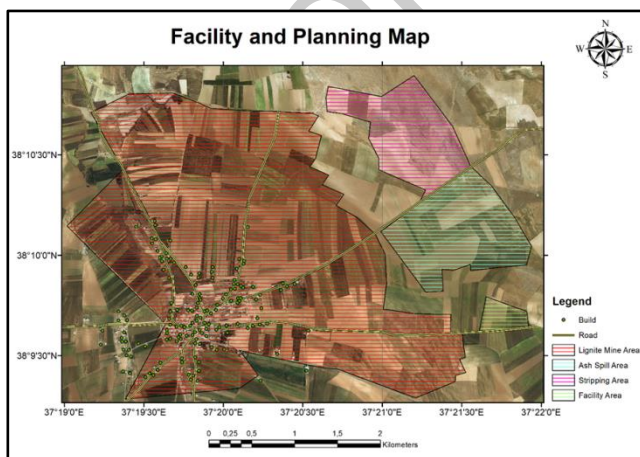 Facility and Planning Map
N
W E
S
38°10'30"N
38°10'0"N
38°9'30"N
37°19'0"E 37°19'30"E 37°20'0"E 37°20'30"E 37°21'0"E 37°21'30"E 37°22'0"E
Legend
Build
Road
Lignite Mine Area
Ash Spill Area
Stripping Area
Facility Area
0 0,25 0,5 1 1,5 2
Kilometers